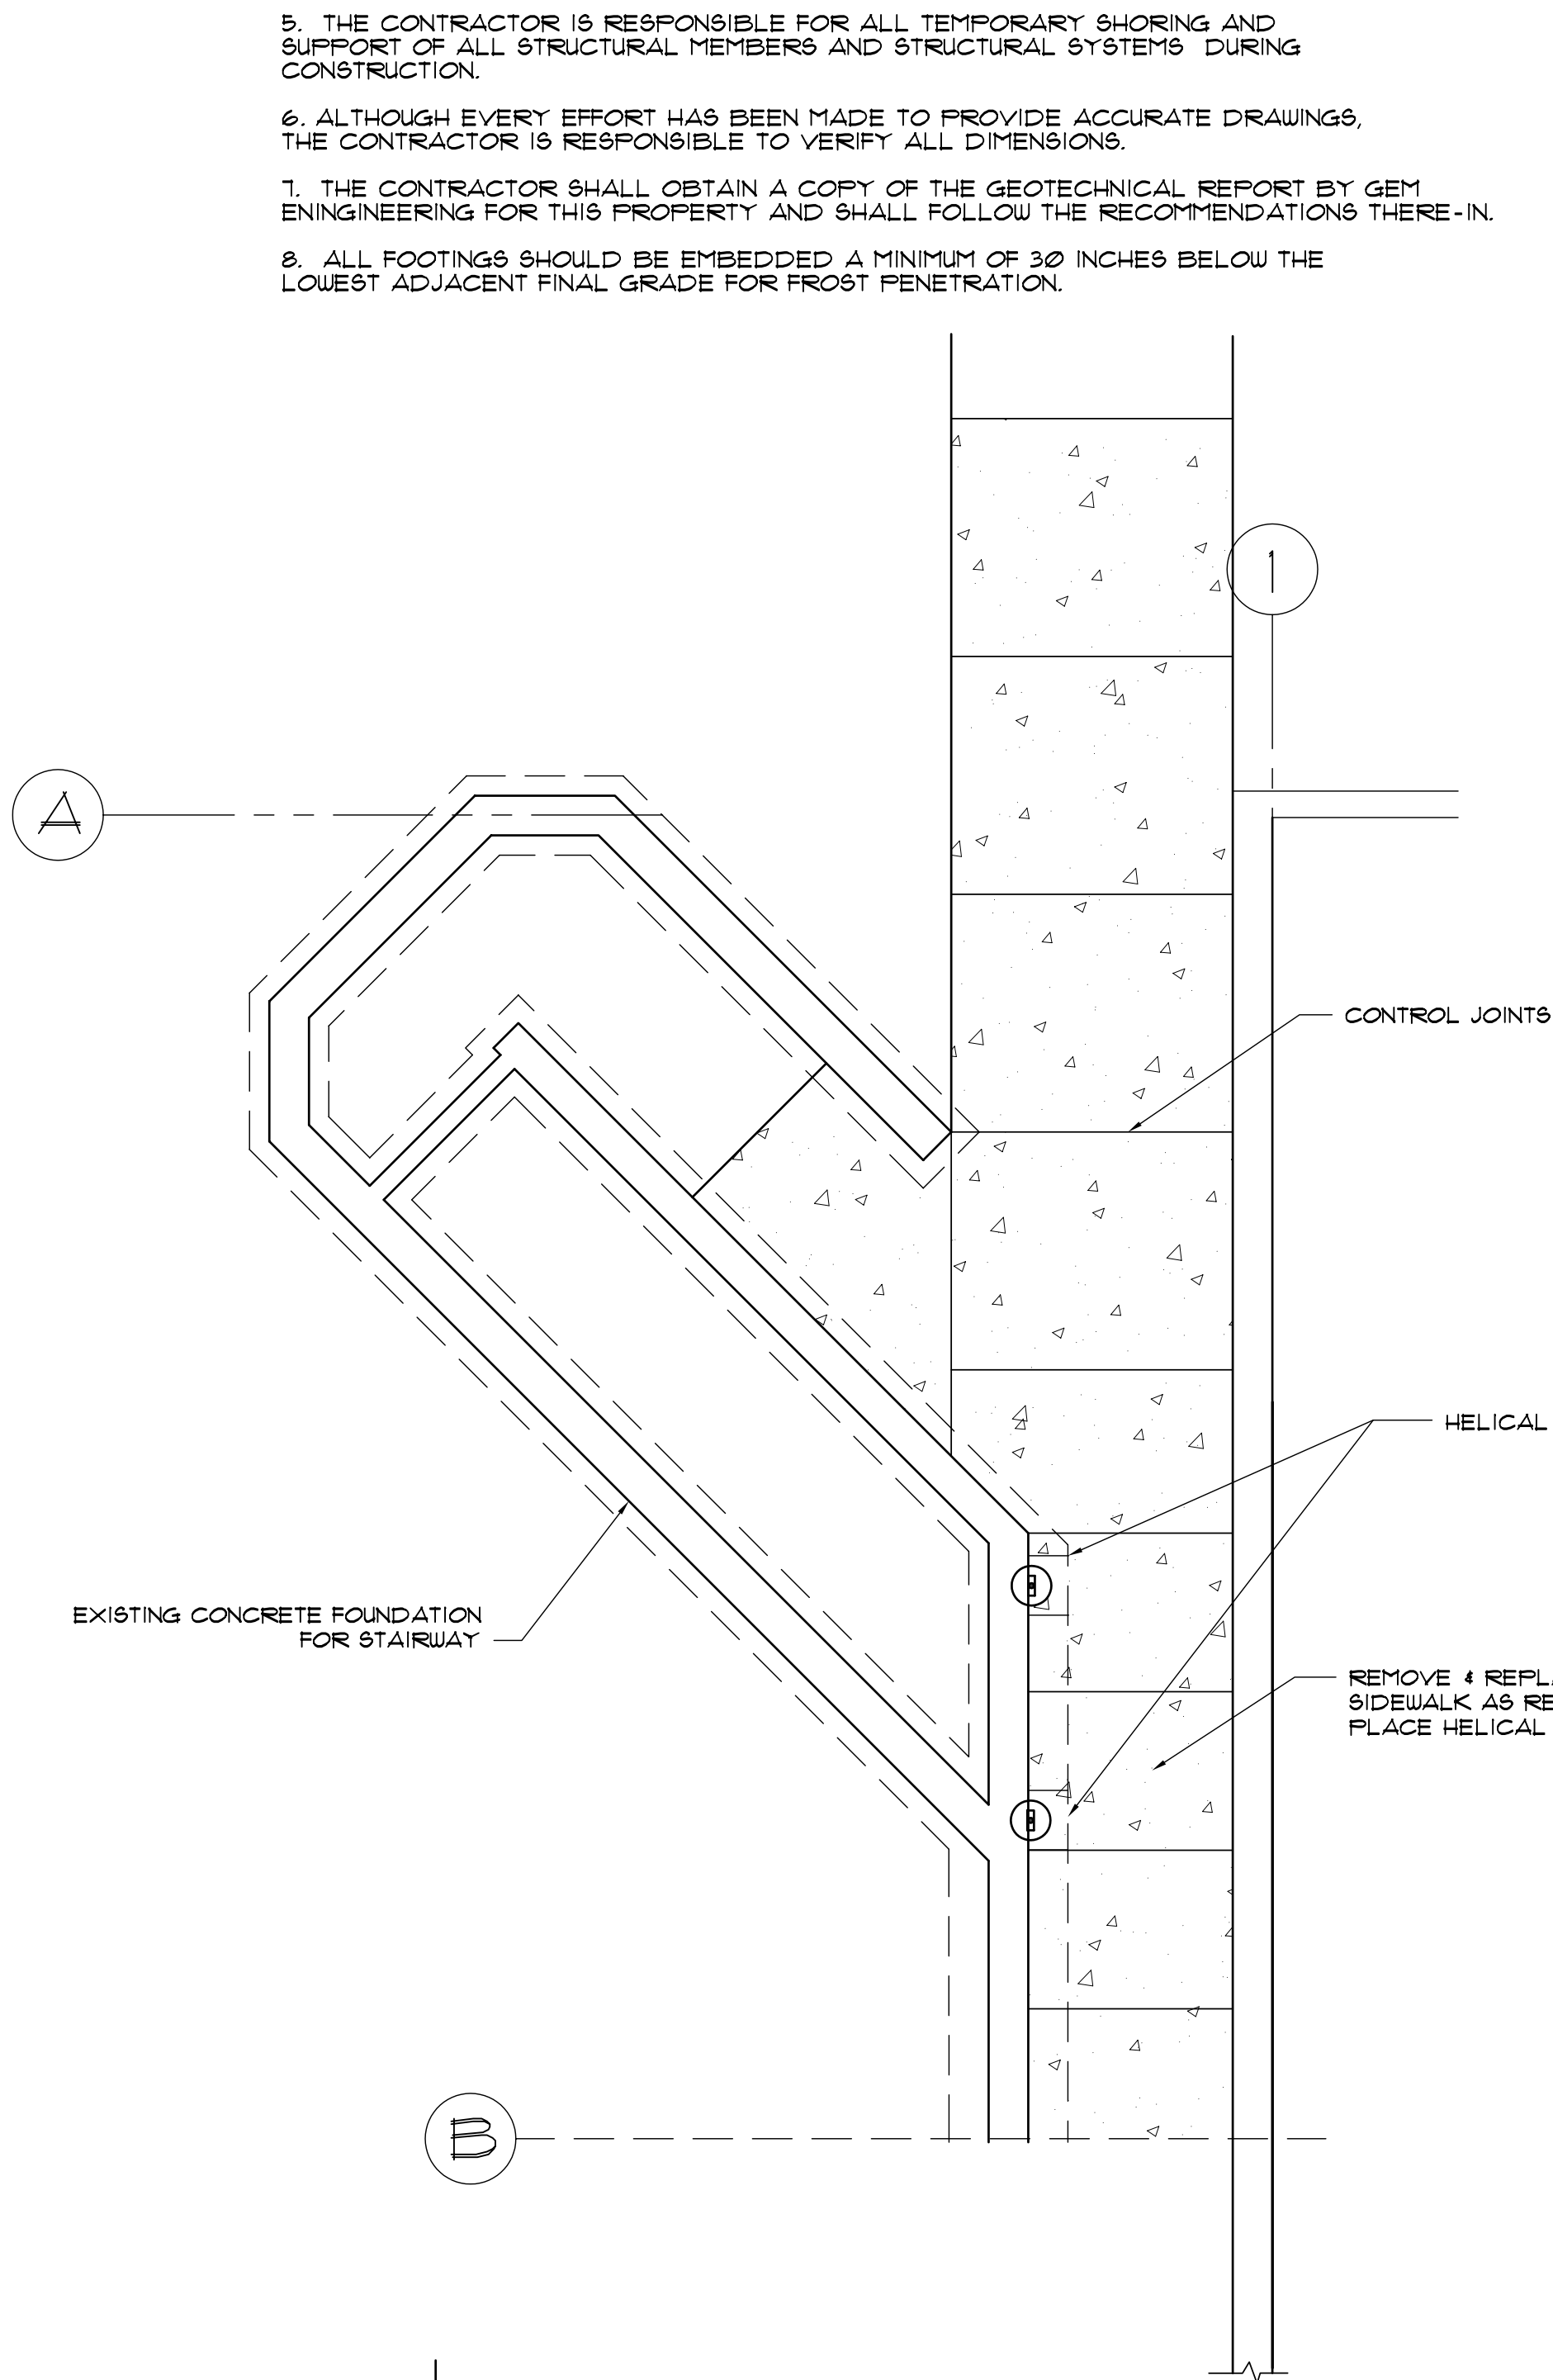 5. THE CONTRACTOR IS RESPONSIBLE FOR ALL TEMPORARY SHORING AND
SUPPORT OF ALL STRUCTURAL MEMBERS AND STRUCTURAL SYSTEMS DURING
CONSTRUCTION.
6. ALTHOUGH EVERY EFFORT HAS BEEN MADE TO PROVIDE ACCURATE DRAWINGS,
THE CONTRACTOR IS RESPONSIBLE TO VERIFY ALL DIMENSIONS.
7. THE CONTRACTOR SHALL OBTAIN A COPY OF THE GEOTECHNICAL REPORT BY GEM
ENINGINEERING FOR THIS PROPERTY AND SHALL FOLLOW THE RECOMMENDATIONS THERE-IN.
8. ALL FOOTINGS SHOULD BE EMBEDDED A MINIMUM OF 30 INCHES BELOW THE
LOWEST ADJACENT FINAL GRADE FOR FROST PENETRATION.
1
A
CONTROL JOINTS
HELICAL
EXISTING CONCRETE FOUNDATION
FOR STAIRWAY
REMOVE & REPL
SIDEWALK AS RE
PLACE HELICAL
B